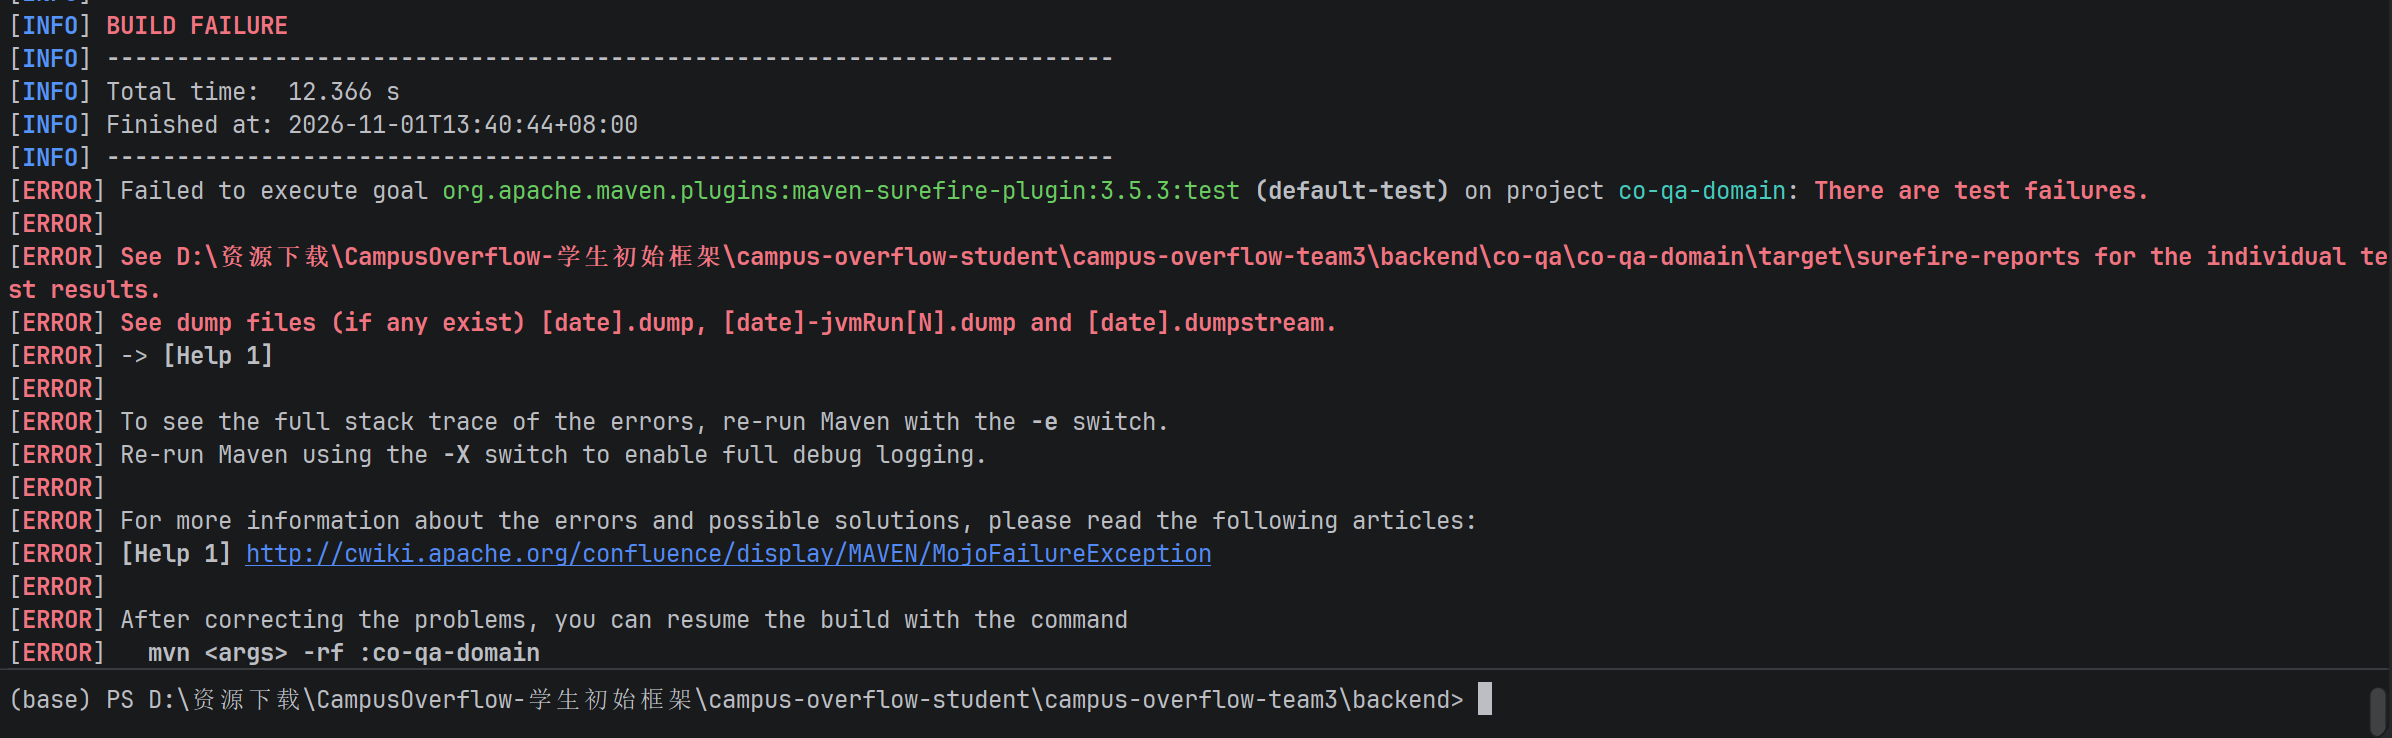 [INFO] BUILD FAILURE
[INFO] ------------------------------------------------------------------------
[INFO] Total time:  12.366 s
[INFO] Finished at: 2026-11-01T13:40:44+08:00
[INFO] ------------------------------------------------------------------------
[ERROR] Failed to execute goal org.apache.maven.plugins:maven-surefire-plugin:3.5.3:test (default-test) on project co-qa-domain: There are test failures.
[ERROR]
[ERROR] See D:\资源下载\CampusOverflow-学生初始框架\campus-overflow-student\campus-overflow-team3\backend\co-qa\co-qa-domain\target\surefire-reports for the individual te
st results.
[ERROR] See dump files (if any exist) [date].dump, [date]-jvmRun[N].dump and [date].dumpstream.
[ERROR] -> [Help 1]
[ERROR]
[ERROR] To see the full stack trace of the errors, re-run Maven with the -e switch.
[ERROR] Re-run Maven using the -X switch to enable full debug logging.
[ERROR]
[ERROR] For more information about the errors and possible solutions, please read the following articles:
[ERROR] [Help 1] http://cwiki.apache.org/confluence/display/MAVEN/MojoFailureException
[ERROR]
[ERROR] After correcting the problems, you can resume the build with the command
[ERROR]   mvn <args> -rf :co-qa-domain
(base) PS D:\资源下载\CampusOverflow-学生初始框架\campus-overflow-student\campus-overflow-team3\backend>